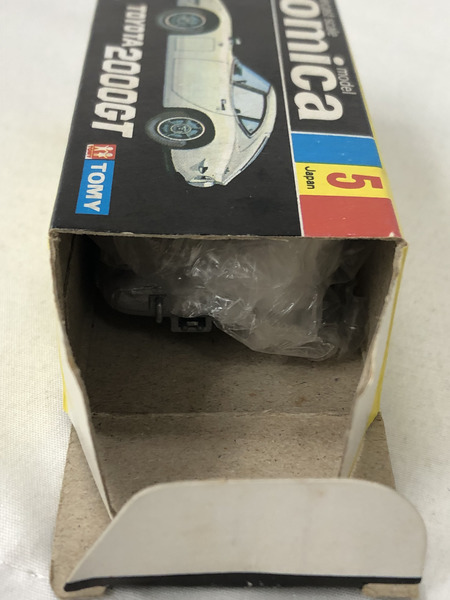 model
omica
5
Japan
TOYOTA 2000GT
TOMY